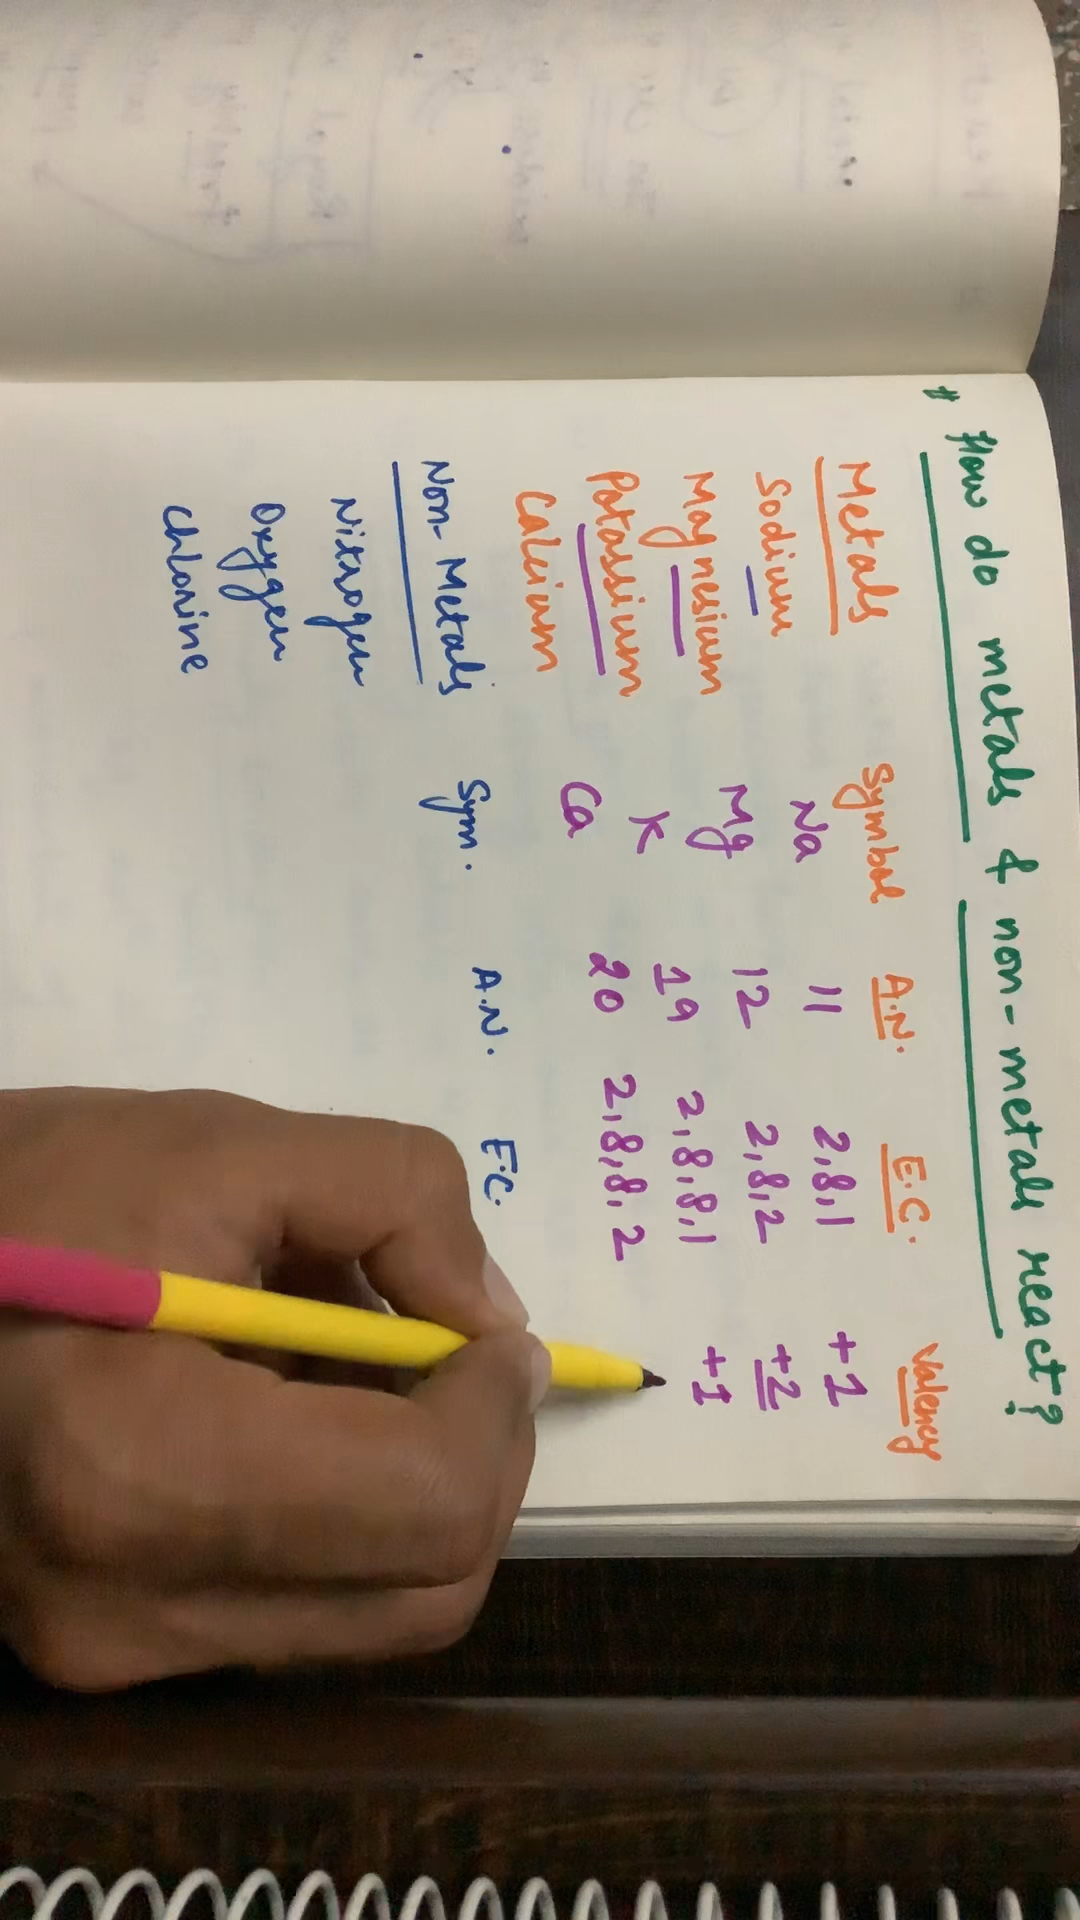 # How do metals & non-metals react?
Metals Symbol A.N. E.C. Valency
Sodium Na 11 2,8,1 +1
Magnesium Mg 12 2,8,2 +2
Potassium K 19 2,8,8,1 +1
Calcium Ca 20 2,8,8,2
Non-Metals Sym. A.N. E.C.
Nitrogen
Oxygen
Chlorine